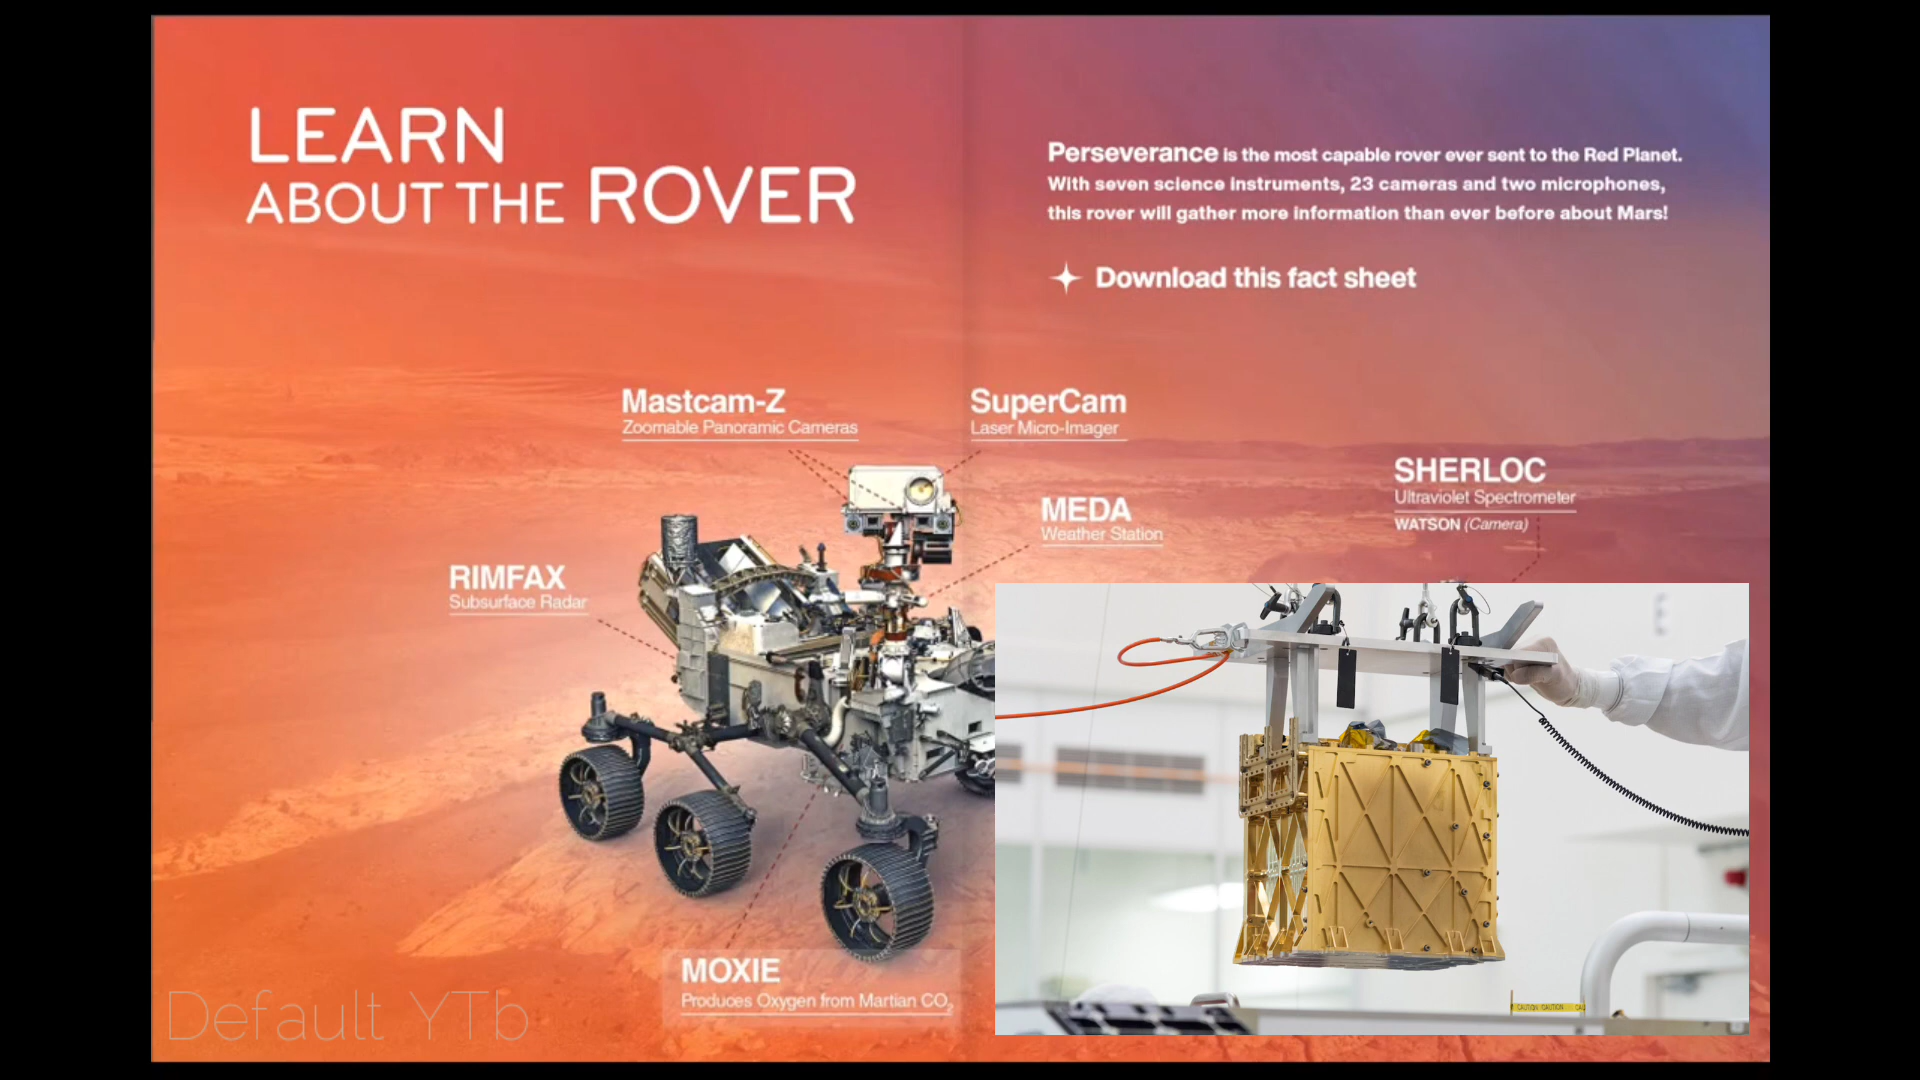 LEARN
ABOUT THE ROVER
Perseverance is the most capable rover ever sent to the Red Planet.
With seven science instruments, 23 cameras and two microphones,
this rover will gather more information than ever before about Mars!
Download this fact sheet
Mastcam-Z
Zoomable Panoramic Cameras
SuperCam
Laser Micro-Imager
SHERLOC
Ultraviolet Spectrometer
WATSON (Camera)
MEDA
Weather Station
RIMFAX
Subsurface Radar
MOXIE
Produces Oxygen from Martian CO₂
CAUTION CAUTION CAU
Default YTb